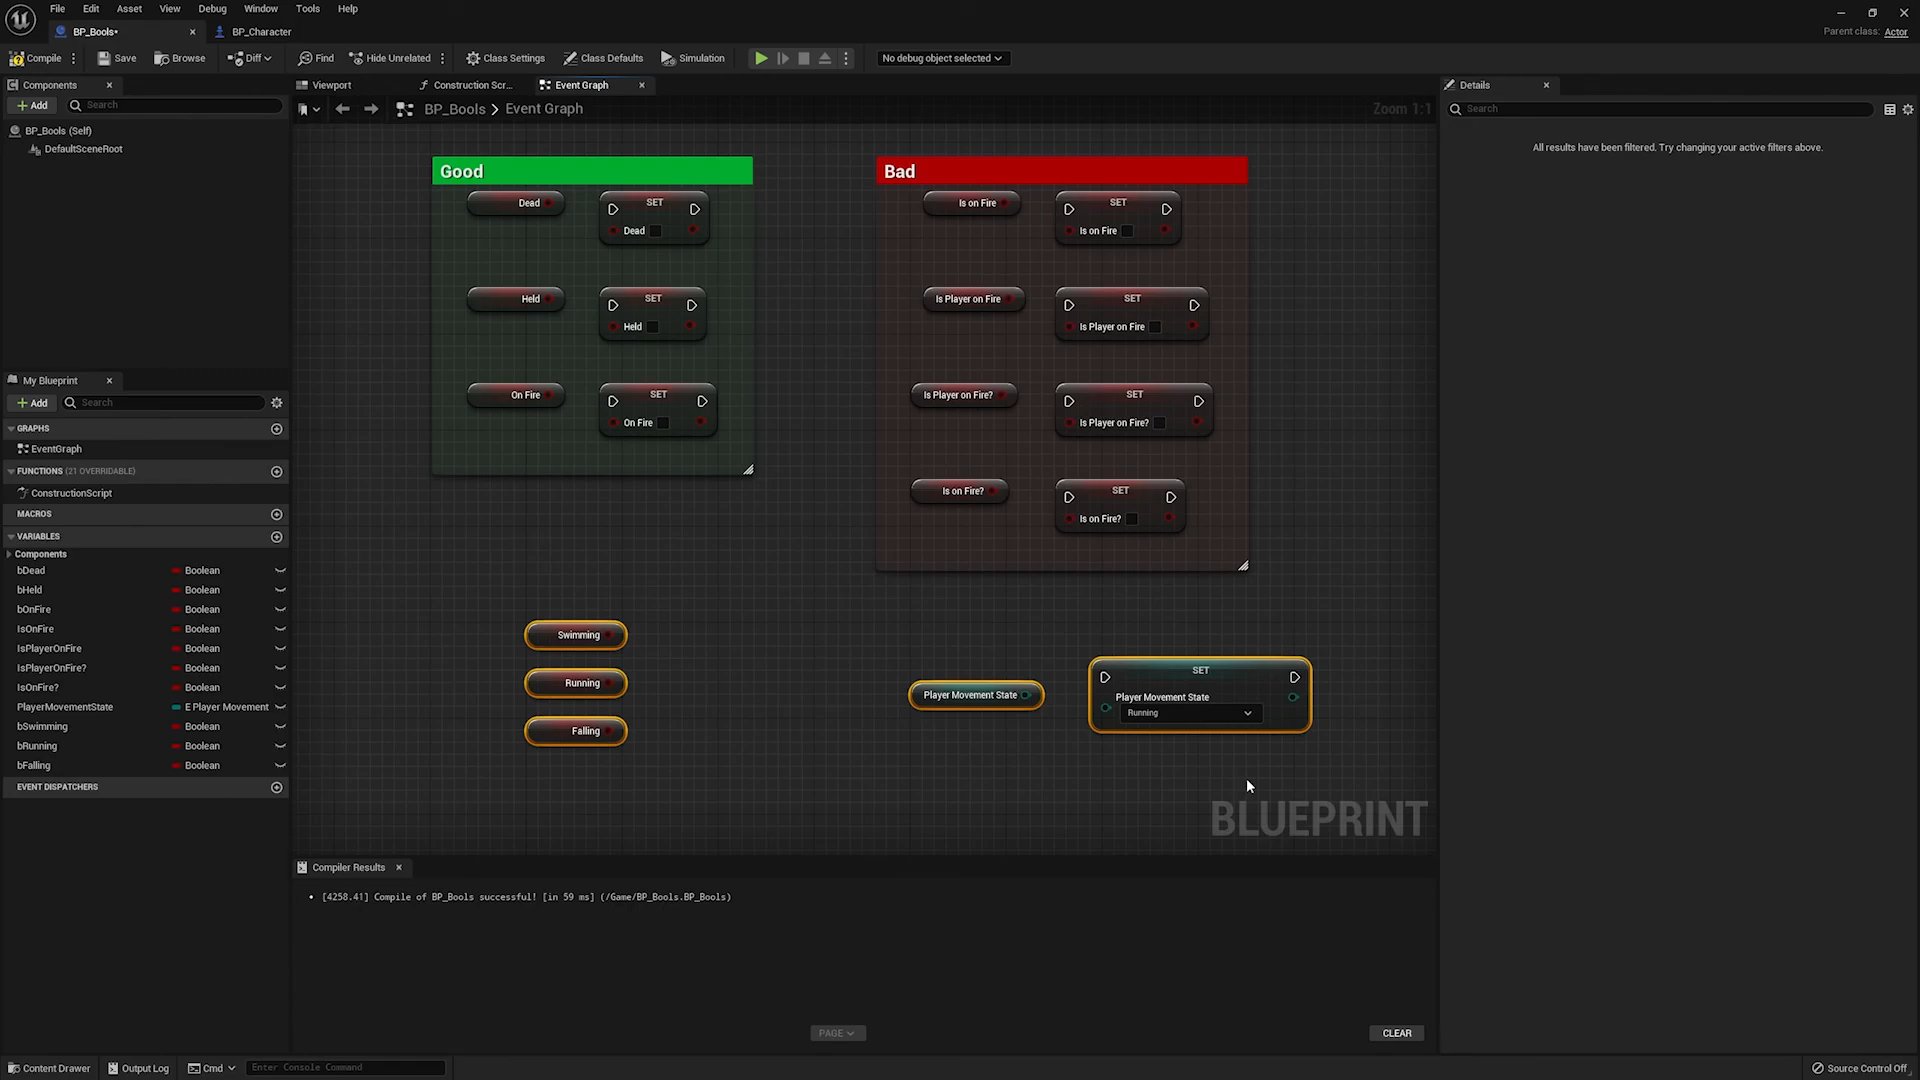 File Edit Asset View Debug Window Tools Help
BP_Bools•
BP_Character
Parent class: Actor
Compile Save Browse Diff Find Hide Unrelated Class Settings Class Defaults Simulation No debug object selected
Components
Add Search
BP_Bools (Self)
DefaultSceneRoot
My Blueprint
Add Search
GRAPHS
EventGraph
FUNCTIONS (21 OVERRIDABLE)
ConstructionScript
MACROS
VARIABLES
Components
bDead Boolean
bHeld Boolean
bOnFire Boolean
IsOnFire Boolean
IsPlayerOnFire Boolean
IsPlayerOnFire? Boolean
IsOnFire? Boolean
PlayerMovementState E Player Movement
bSwimming Boolean
bRunning Boolean
bFalling Boolean
EVENT DISPATCHERS
Viewport Construction Scr... Event Graph
BP_Bools > Event Graph
Zoom 1:1
Good
Dead
SET
Dead
Held
SET
Held
On Fire
SET
On Fire
Bad
Is on Fire
SET
Is on Fire
Is Player on Fire
SET
Is Player on Fire
Is Player on Fire?
SET
Is Player on Fire?
Is on Fire?
SET
Is on Fire?
Swimming
Running
Falling
Player Movement State
SET
Player Movement State
Running
BLUEPRINT
Compiler Results
• [4258.41] Compile of BP_Bools successful! [in 59 ms] (/Game/BP_Bools.BP_Bools)
PAGE
CLEAR
Details
Search
All results have been filtered. Try changing your active filters above.
Content Drawer Output Log Cmd Enter Console Command
Source Control Off